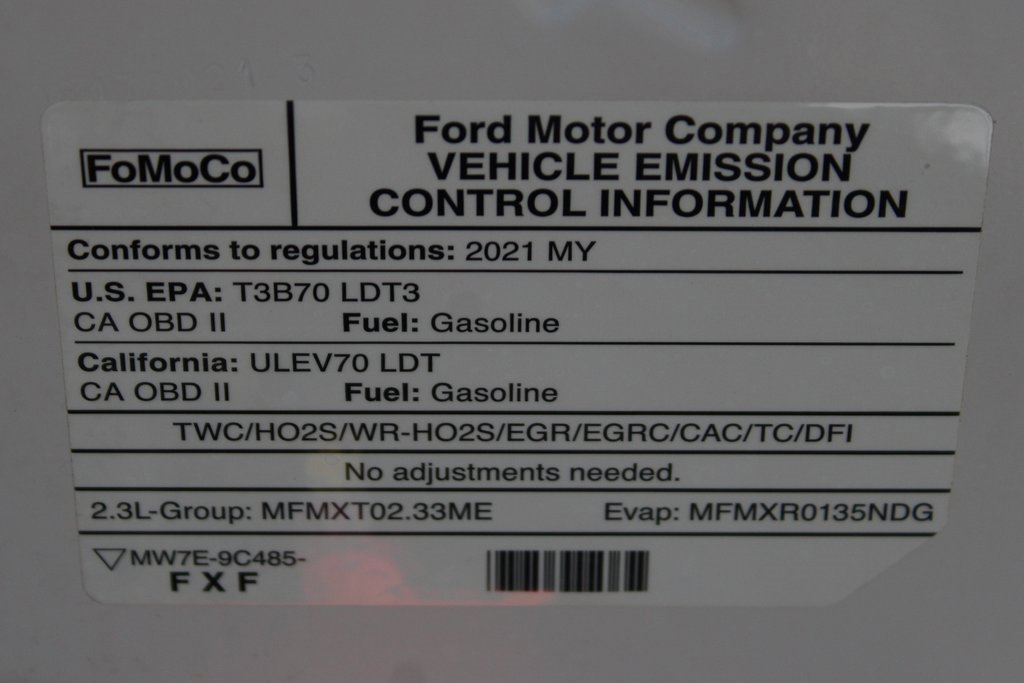 FoMoCo
Ford Motor Company
VEHICLE EMISSION
CONTROL INFORMATION
Conforms to regulations: 2021 MY
U.S. EPA: T3B70 LDT3
CA OBD II Fuel: Gasoline
California: ULEV70 LDT
CA OBD II Fuel: Gasoline
TWC/HO2S/WR-HO2S/EGR/EGRC/CAC/TC/DFI
No adjustments needed.
2.3L-Group: MFMXT02.33ME Evap: MFMXR0135NDG
MW7E-9C485-
FXF